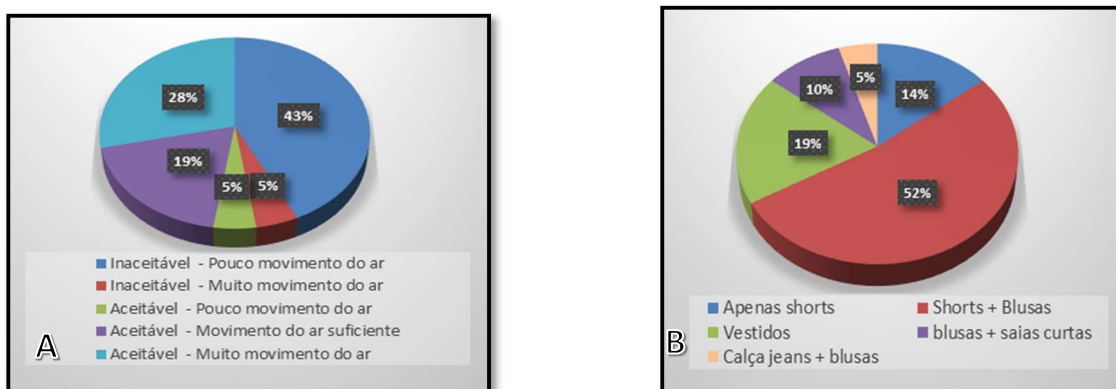 28%
43%
19%
5%
5%
Inaceitável - Pouco movimento do ar
Inaceitável - Muito movimento do ar
Aceitável - Pouco movimento do ar
Aceitável - Movimento do ar suficiente
Aceitável - Muito movimento do ar
A
5%
14%
10%
19%
52%
Apenas shorts
Shorts + Blusas
Vestidos
blusas + saias curtas
Calça jeans + blusas
B